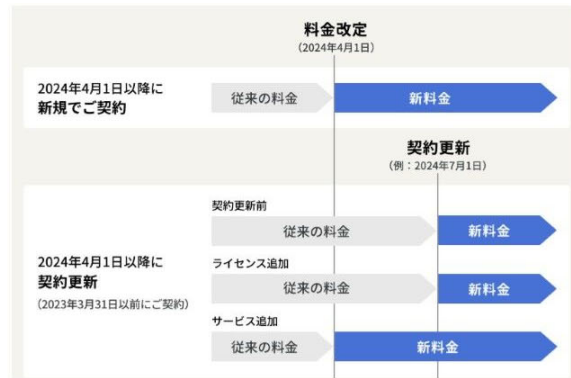 料金改定
(2024年4月1日)
2024年4月1日以降に
新規でご契約
従来の料金
新料金
契約更新
(例：2024年7月1日)
契約更新前
従来の料金
新料金
2024年4月1日以降に
契約更新
(2023年3月31日以前にご契約)
ライセンス追加
従来の料金
新料金
サービス追加
従来の料金
新料金